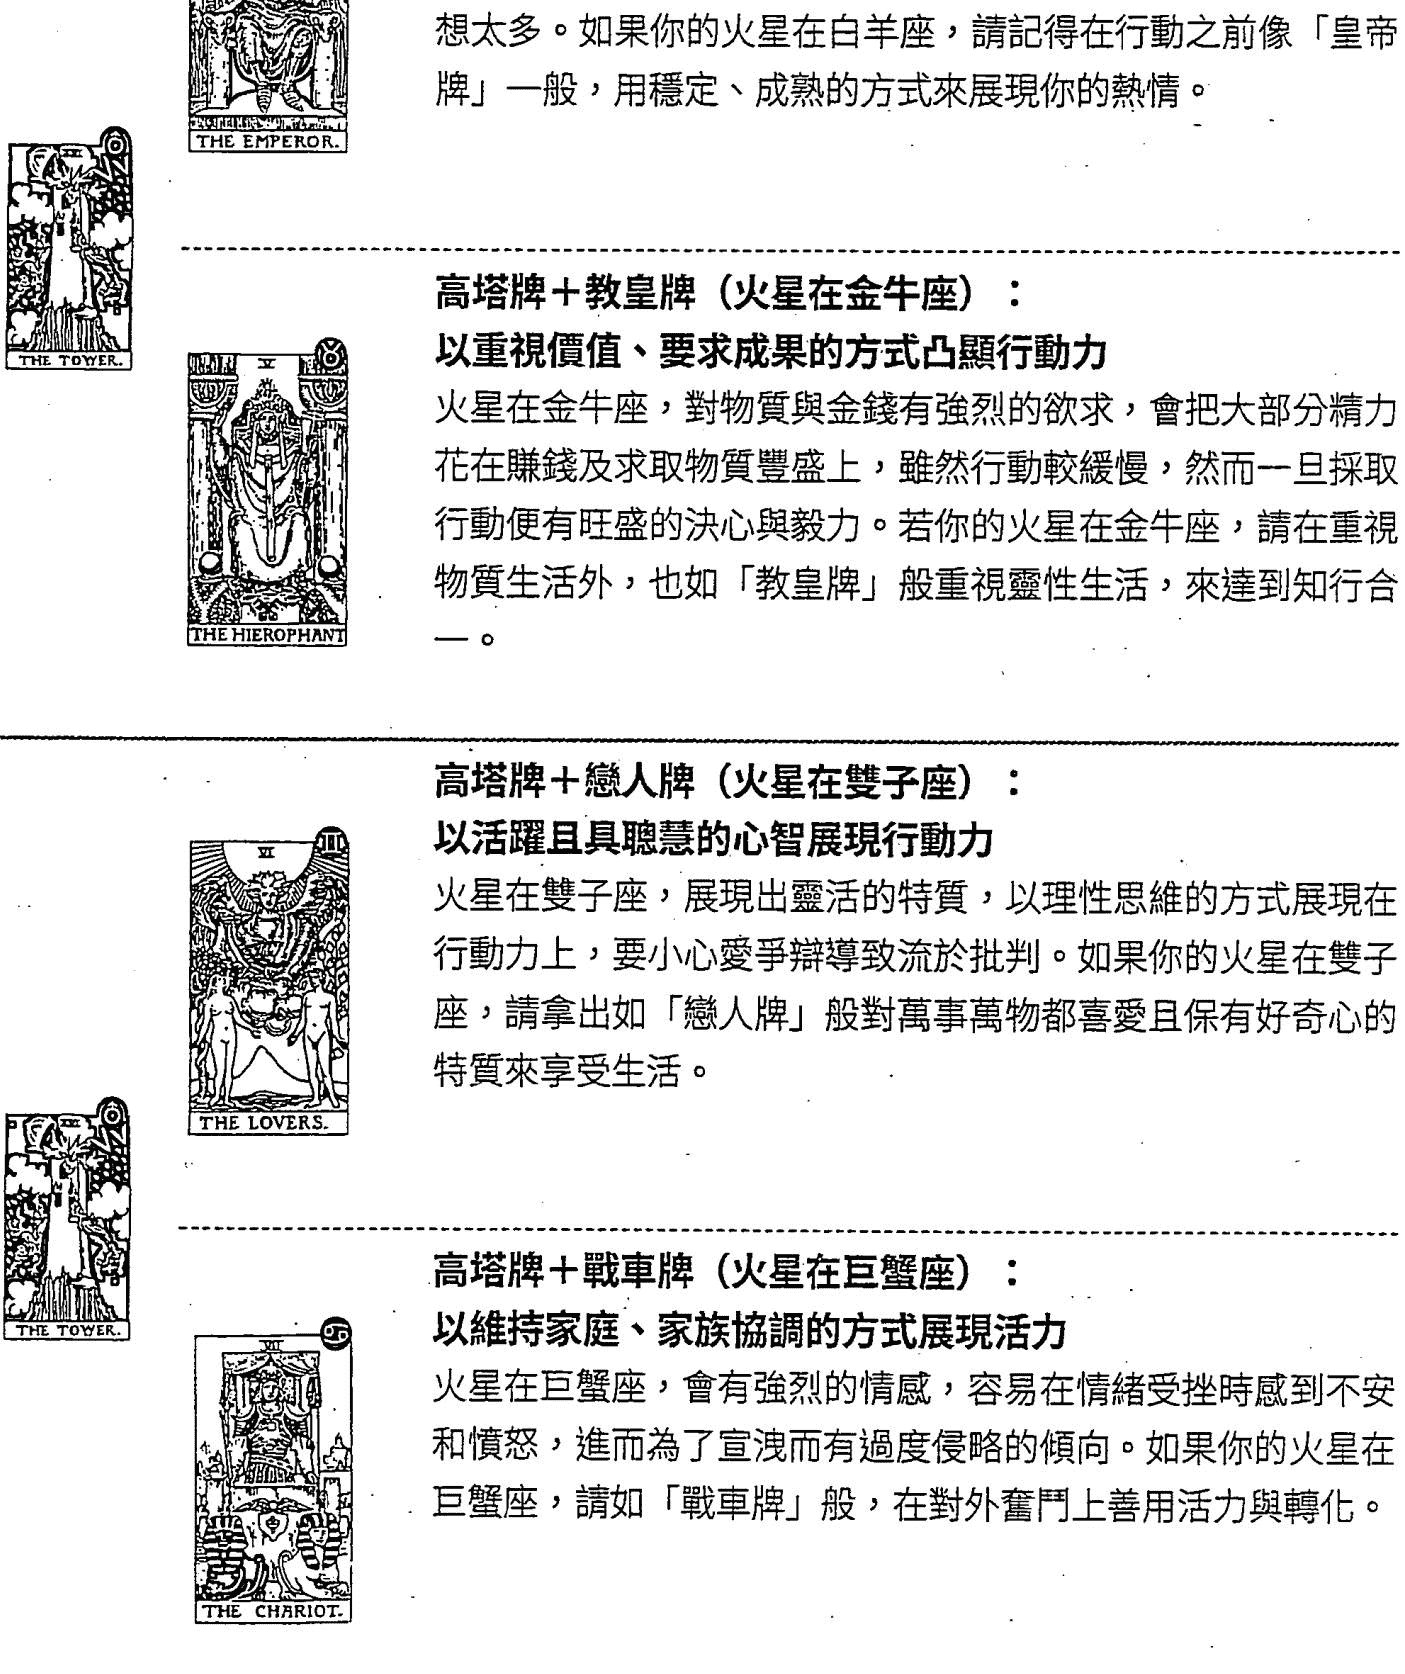 想太多。如果你的火星在白羊座，請記得在行動之前像「皇帝
牌」一般，用穩定、成熟的方式來展現你的熱情。
THE EMPEROR.
XVI
THE TOWER.
高塔牌＋教皇牌（火星在金牛座）：
以重視價值、要求成果的方式凸顯行動力
火星在金牛座，對物質與金錢有強烈的欲求，會把大部分精力
花在賺錢及求取物質豐盛上，雖然行動較緩慢，然而一旦採取
行動便有旺盛的決心與毅力。若你的火星在金牛座，請在重視
物質生活外，也如「教皇牌」般重視靈性生活，來達到知行合
一。
V
THE HIEROPHANT
高塔牌＋戀人牌（火星在雙子座）：
以活躍且具聰慧的心智展現行動力
火星在雙子座，展現出靈活的特質，以理性思維的方式展現在
行動力上，要小心愛爭辯導致流於批判。如果你的火星在雙子
座，請拿出如「戀人牌」般對萬事萬物都喜愛且保有好奇心的
特質來享受生活。
VI
THE LOVERS.
XVI
THE TOWER.
高塔牌＋戰車牌（火星在巨蟹座）：
以維持家庭、家族協調的方式展現活力
火星在巨蟹座，會有強烈的情感，容易在情緒受挫時感到不安
和憤怒，進而為了宣洩而有過度侵略的傾向。如果你的火星在
巨蟹座，請如「戰車牌」般，在對外奮鬥上善用活力與轉化。
VII
THE CHARIOT.